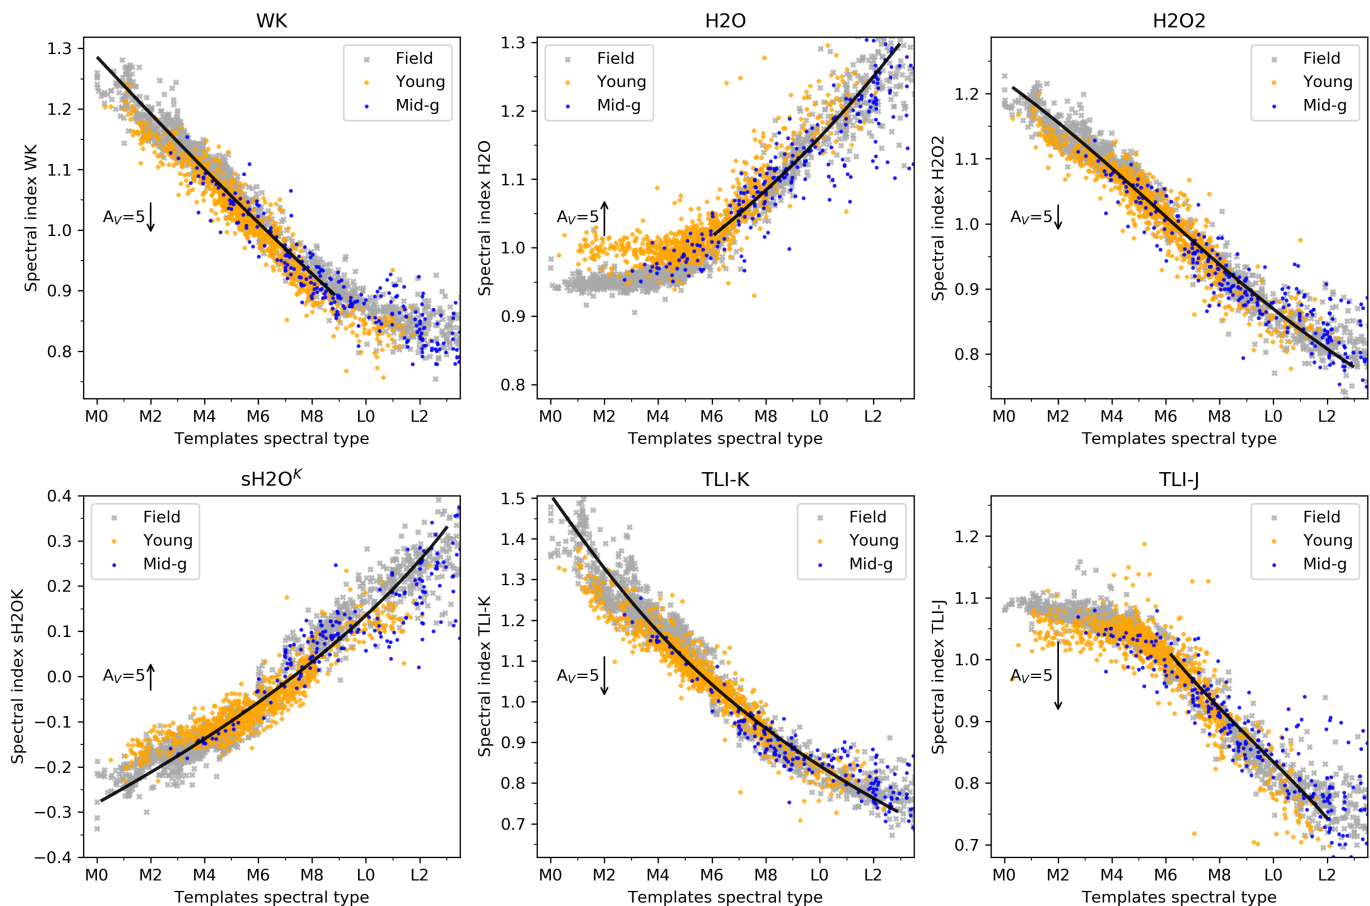 WK
1.3
1.2
1.1
1.0
0.9
0.8
Spectral index WK
Field
Young
Mid-g
A_V=5
M0 M2 M4 M6 M8 L0 L2
Templates spectral type
H2O
1.3
1.2
1.1
1.0
0.9
0.8
Spectral index H2O
Field
Young
Mid-g
A_V=5
M0 M2 M4 M6 M8 L0 L2
Templates spectral type
H2O2
1.2
1.1
1.0
0.9
0.8
Spectral index H2O2
Field
Young
Mid-g
A_V=5
M0 M2 M4 M6 M8 L0 L2
Templates spectral type
sH2O^K
0.4
0.3
0.2
0.1
0.0
−0.1
−0.2
−0.3
−0.4
Spectral index sH2OK
Field
Young
Mid-g
A_V=5
M0 M2 M4 M6 M8 L0 L2
Templates spectral type
TLI-K
1.5
1.4
1.3
1.2
1.1
1.0
0.9
0.8
0.7
Spectral index TLI-K
Field
Young
Mid-g
A_V=5
M0 M2 M4 M6 M8 L0 L2
Templates spectral type
TLI-J
1.2
1.1
1.0
0.9
0.8
0.7
Spectral index TLI-J
Field
Young
Mid-g
A_V=5
M0 M2 M4 M6 M8 L0 L2
Templates spectral type